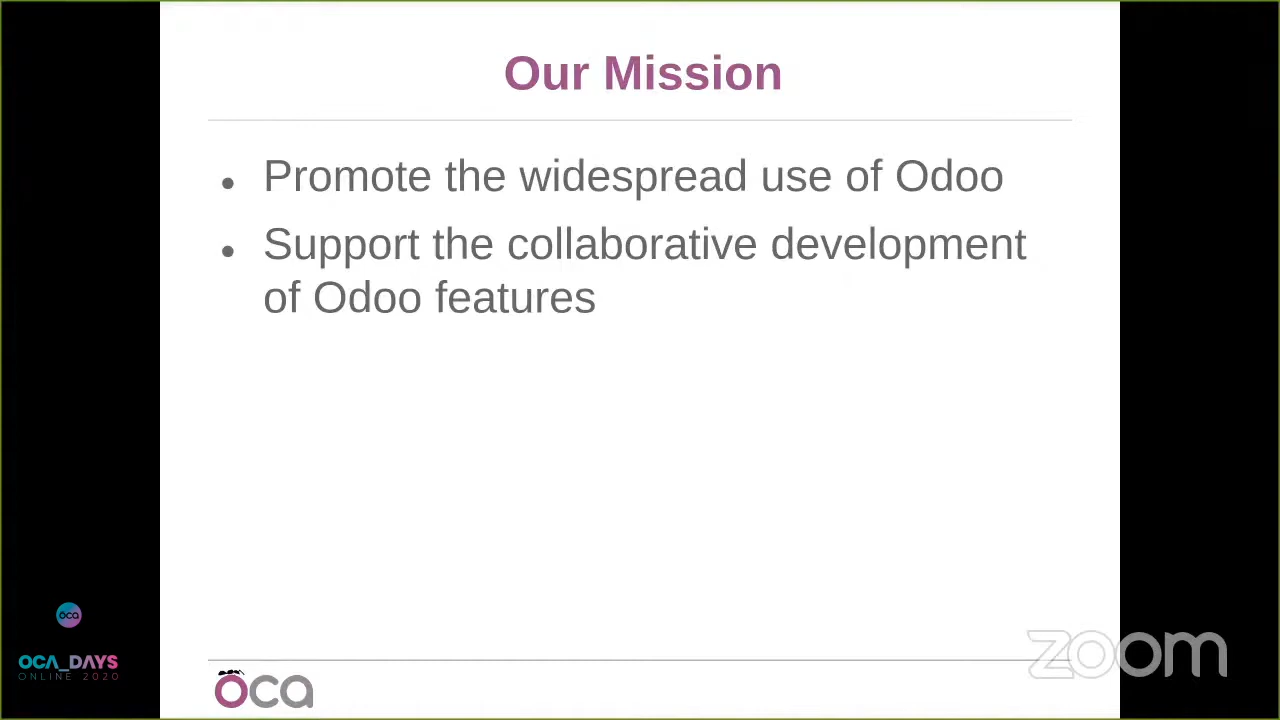 Our Mission
Promote the widespread use of Odoo
Support the collaborative development
of Odoo features
oca
OCA_DAYS
ONLINE 2020
oca
zoom